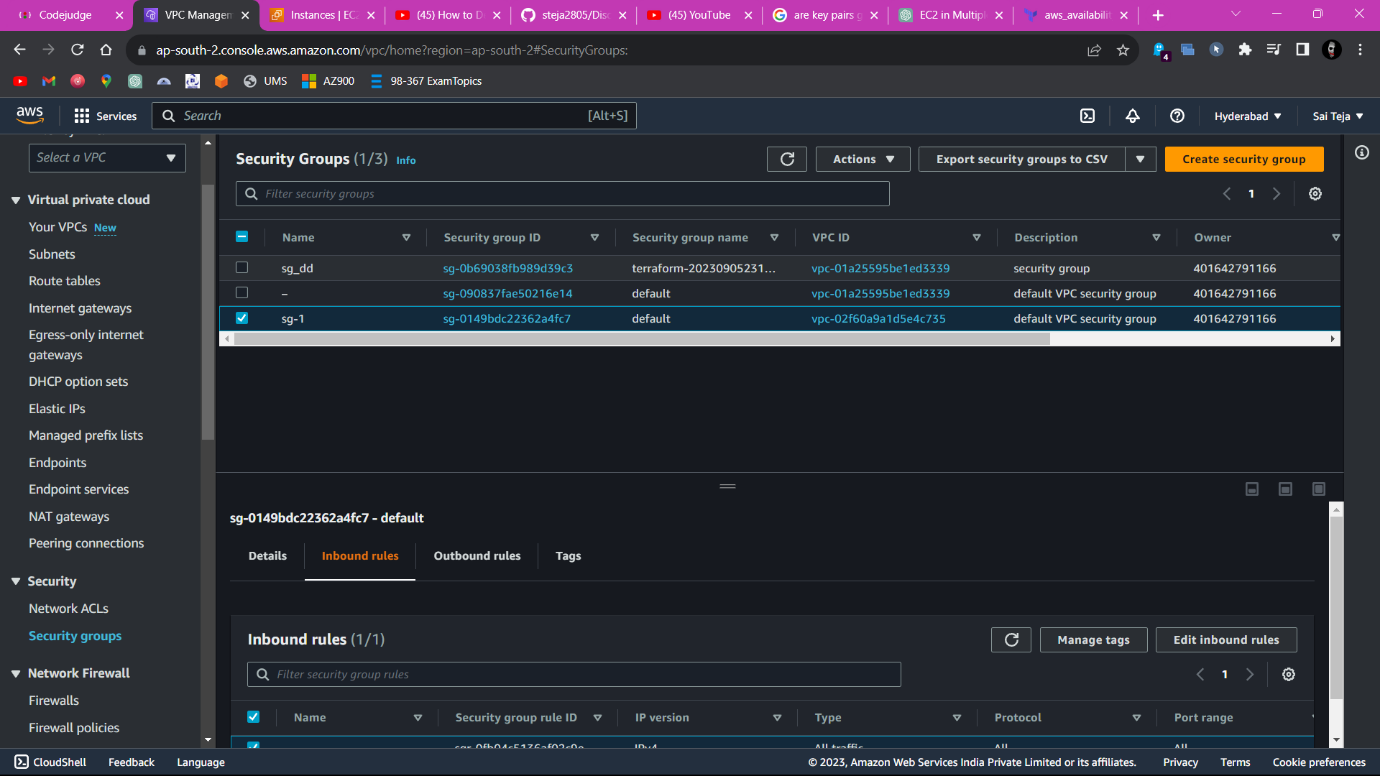 Codejudge
VPC Managem
Instances | EC
(45) How to D
steja2805/Disc
(45) YouTube
are key pairs g
EC2 in Multipl
aws_availabilit
ap-south-2.console.aws.amazon.com/vpc/home?region=ap-south-2#SecurityGroups:
4
UMS
AZ900
98-367 ExamTopics
aws
Services
Search
[Alt+S]
Hyderabad
Sai Teja
Select a VPC
Virtual private cloud
Your VPCs New
Subnets
Route tables
Internet gateways
Egress-only internet
gateways
DHCP option sets
Elastic IPs
Managed prefix lists
Endpoints
Endpoint services
NAT gateways
Peering connections
Security
Network ACLs
Security groups
Network Firewall
Firewalls
Firewall policies
Security Groups (1/3) Info
Actions
Export security groups to CSV
Create security group
Filter security groups
1
Name Security group ID Security group name VPC ID Description Owner
sg_dd sg-0b69038fb989d39c3 terraform-20230905231... vpc-01a25595be1ed3339 security group 401642791166
– sg-090837fae50216e14 default vpc-01a25595be1ed3339 default VPC security group 401642791166
sg-1 sg-0149bdc22362a4fc7 default vpc-02f60a9a1d5e4c735 default VPC security group 401642791166
sg-0149bdc22362a4fc7 - default
Details Inbound rules Outbound rules Tags
Inbound rules (1/1)
Manage tags
Edit inbound rules
Filter security group rules
1
Name Security group rule ID IP version Type Protocol Port range
IPv4 All traffic All All
CloudShell Feedback Language
© 2023, Amazon Web Services India Private Limited or its affiliates. Privacy Terms Cookie preferences